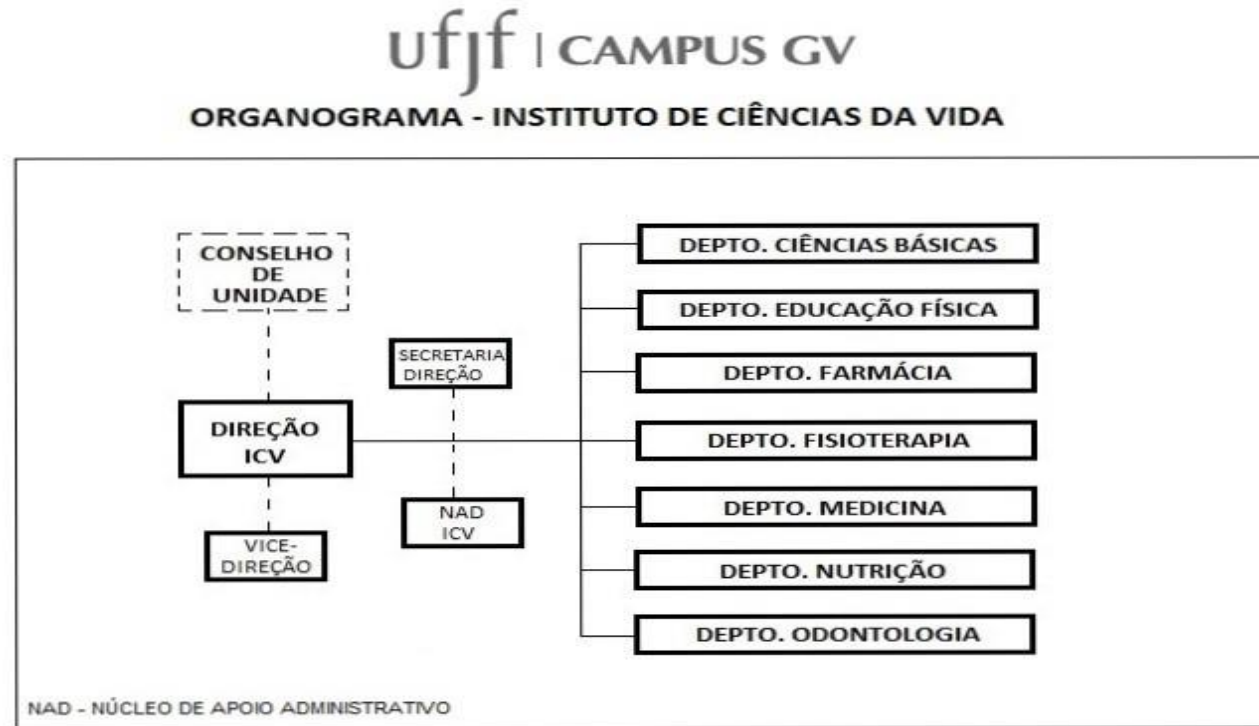 ufjf | CAMPUS GV
ORGANOGRAMA - INSTITUTO DE CIÊNCIAS DA VIDA
CONSELHO
DE
UNIDADE
SECRETARIA
DIREÇÃO
DIREÇÃO
ICV
NAD
ICV
VICE-
DIREÇÃO
DEPTO. CIÊNCIAS BÁSICAS
DEPTO. EDUCAÇÃO FÍSICA
DEPTO. FARMÁCIA
DEPTO. FISIOTERAPIA
DEPTO. MEDICINA
DEPTO. NUTRIÇÃO
DEPTO. ODONTOLOGIA
NAD - NÚCLEO DE APOIO ADMINISTRATIVO